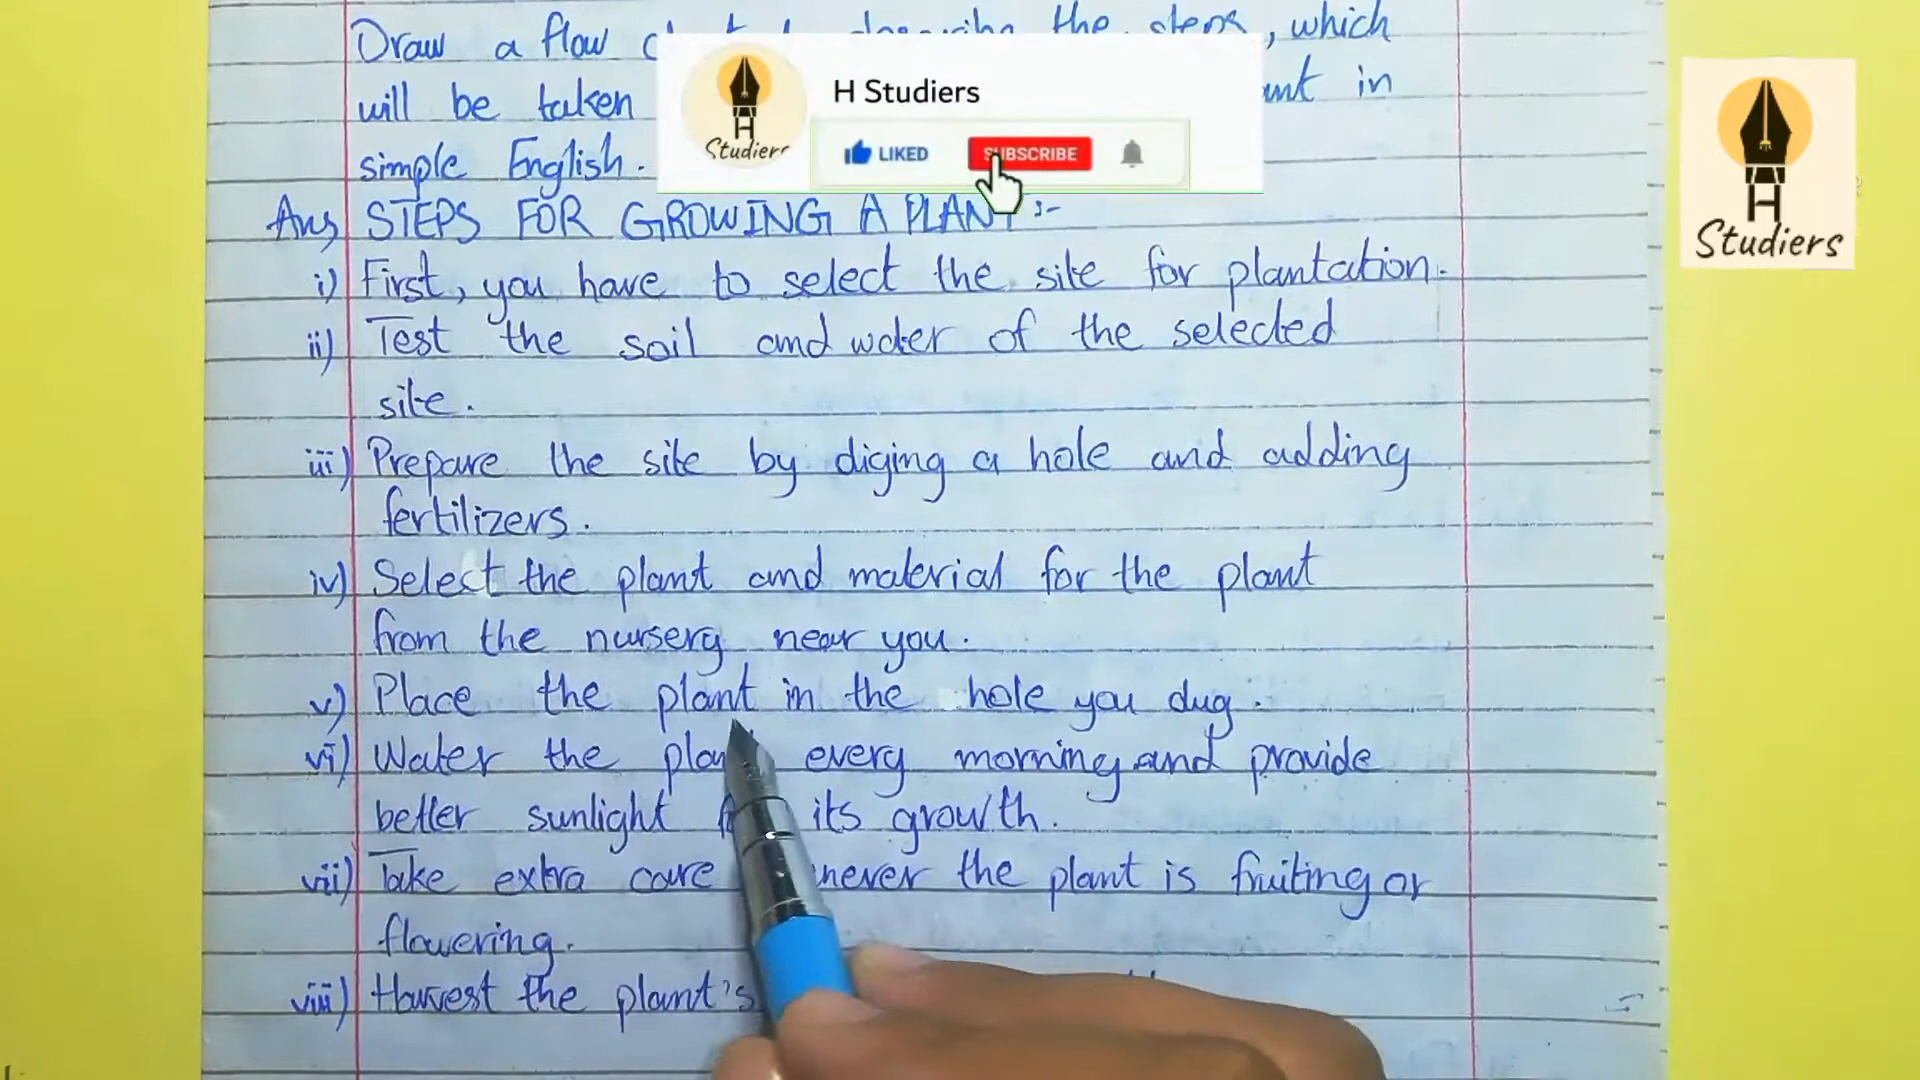 Draw a flow the steps, which
will be taken in
simple English.
H Studiers
LIKED SUBSCRIBE
H
Studiers
H
Studiers
Ans STEPS FOR GROWING A PLANT :-
i) First, you have to select the site for plantation.
ii) Test the soil and water of the selected
site.
iii) Prepare the site by diging a hole and adding
fertilizers.
iv) Select the plant and material for the plant
from the nursery near you.
v) Place the plant in the hole you dug.
vi) Water the every morning and provide
better sunlight its growth.
vii) Take extra care the plant is fruiting or
flowering.
viii) Harvest the plant's